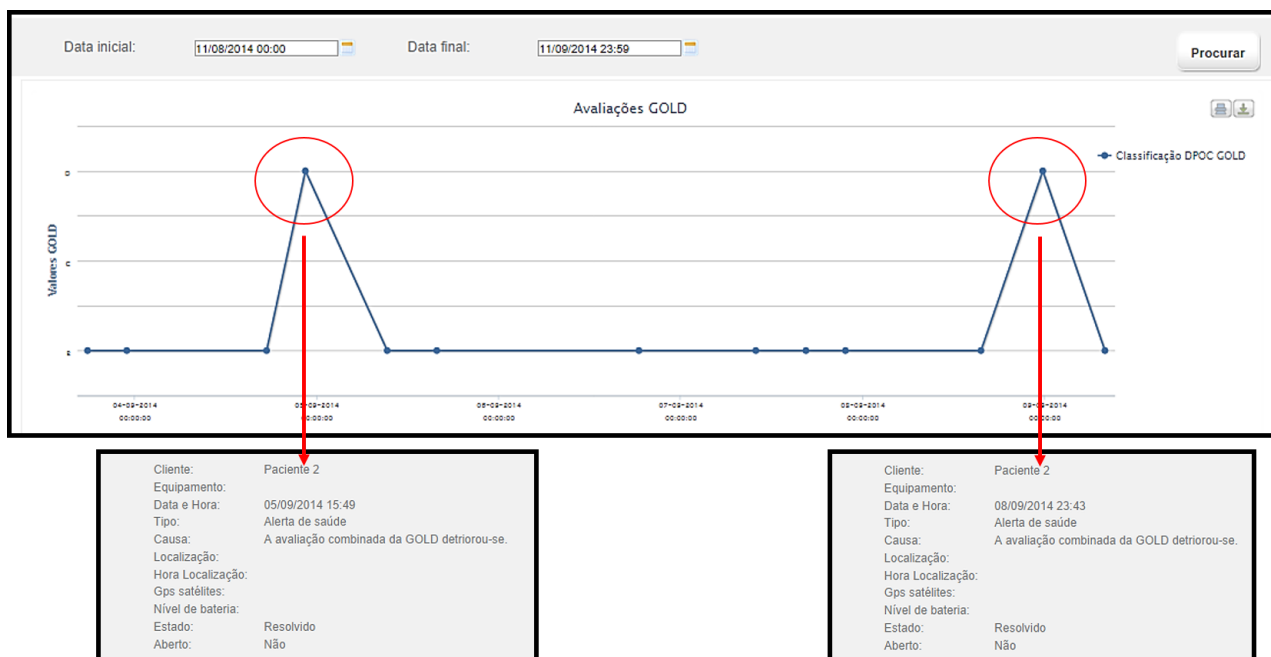 Data inicial: 11/08/2014 00:00 Data final: 11/09/2014 23:59 Procurar
Avaliações GOLD
Classificação DPOC GOLD
Valores GOLD
D
C
B
04-09-2014 05-09-2014 06-09-2014 07-09-2014 08-09-2014 09-09-2014
00:00:00 00:00:00 00:00:00 00:00:00 00:00:00 00:00:00
Cliente: Paciente 2
Equipamento:
Data e Hora: 05/09/2014 15:49
Tipo: Alerta de saúde
Causa: A avaliação combinada da GOLD detriorou-se.
Localização:
Hora Localização:
Gps satélites:
Nível de bateria:
Estado: Resolvido
Aberto: Não
Cliente: Paciente 2
Equipamento:
Data e Hora: 08/09/2014 23:43
Tipo: Alerta de saúde
Causa: A avaliação combinada da GOLD detriorou-se.
Localização:
Hora Localização:
Gps satélites:
Nível de bateria:
Estado: Resolvido
Aberto: Não